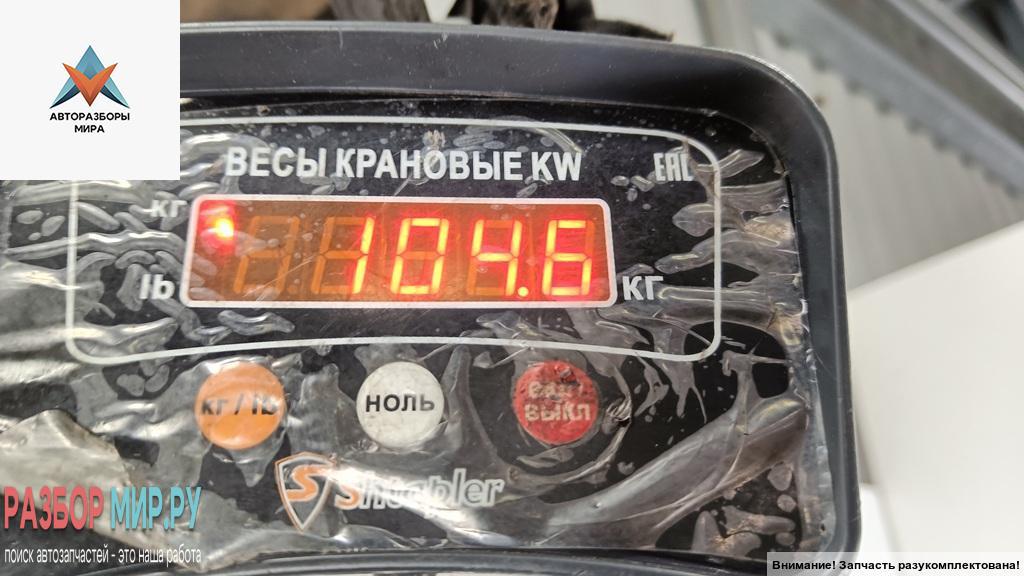 АВТОРАЗБОРЫ
МИРА
ВЕСЫ КРАНОВЫЕ KW
EAC
кг
lb
104.6
КГ
кг / lb
НОЛЬ
ВЫКЛ
Shtapler
РАЗБОР МИР.РУ
поиск автозапчастей - это наша работа
Внимание! Запчасть разукомплектована!